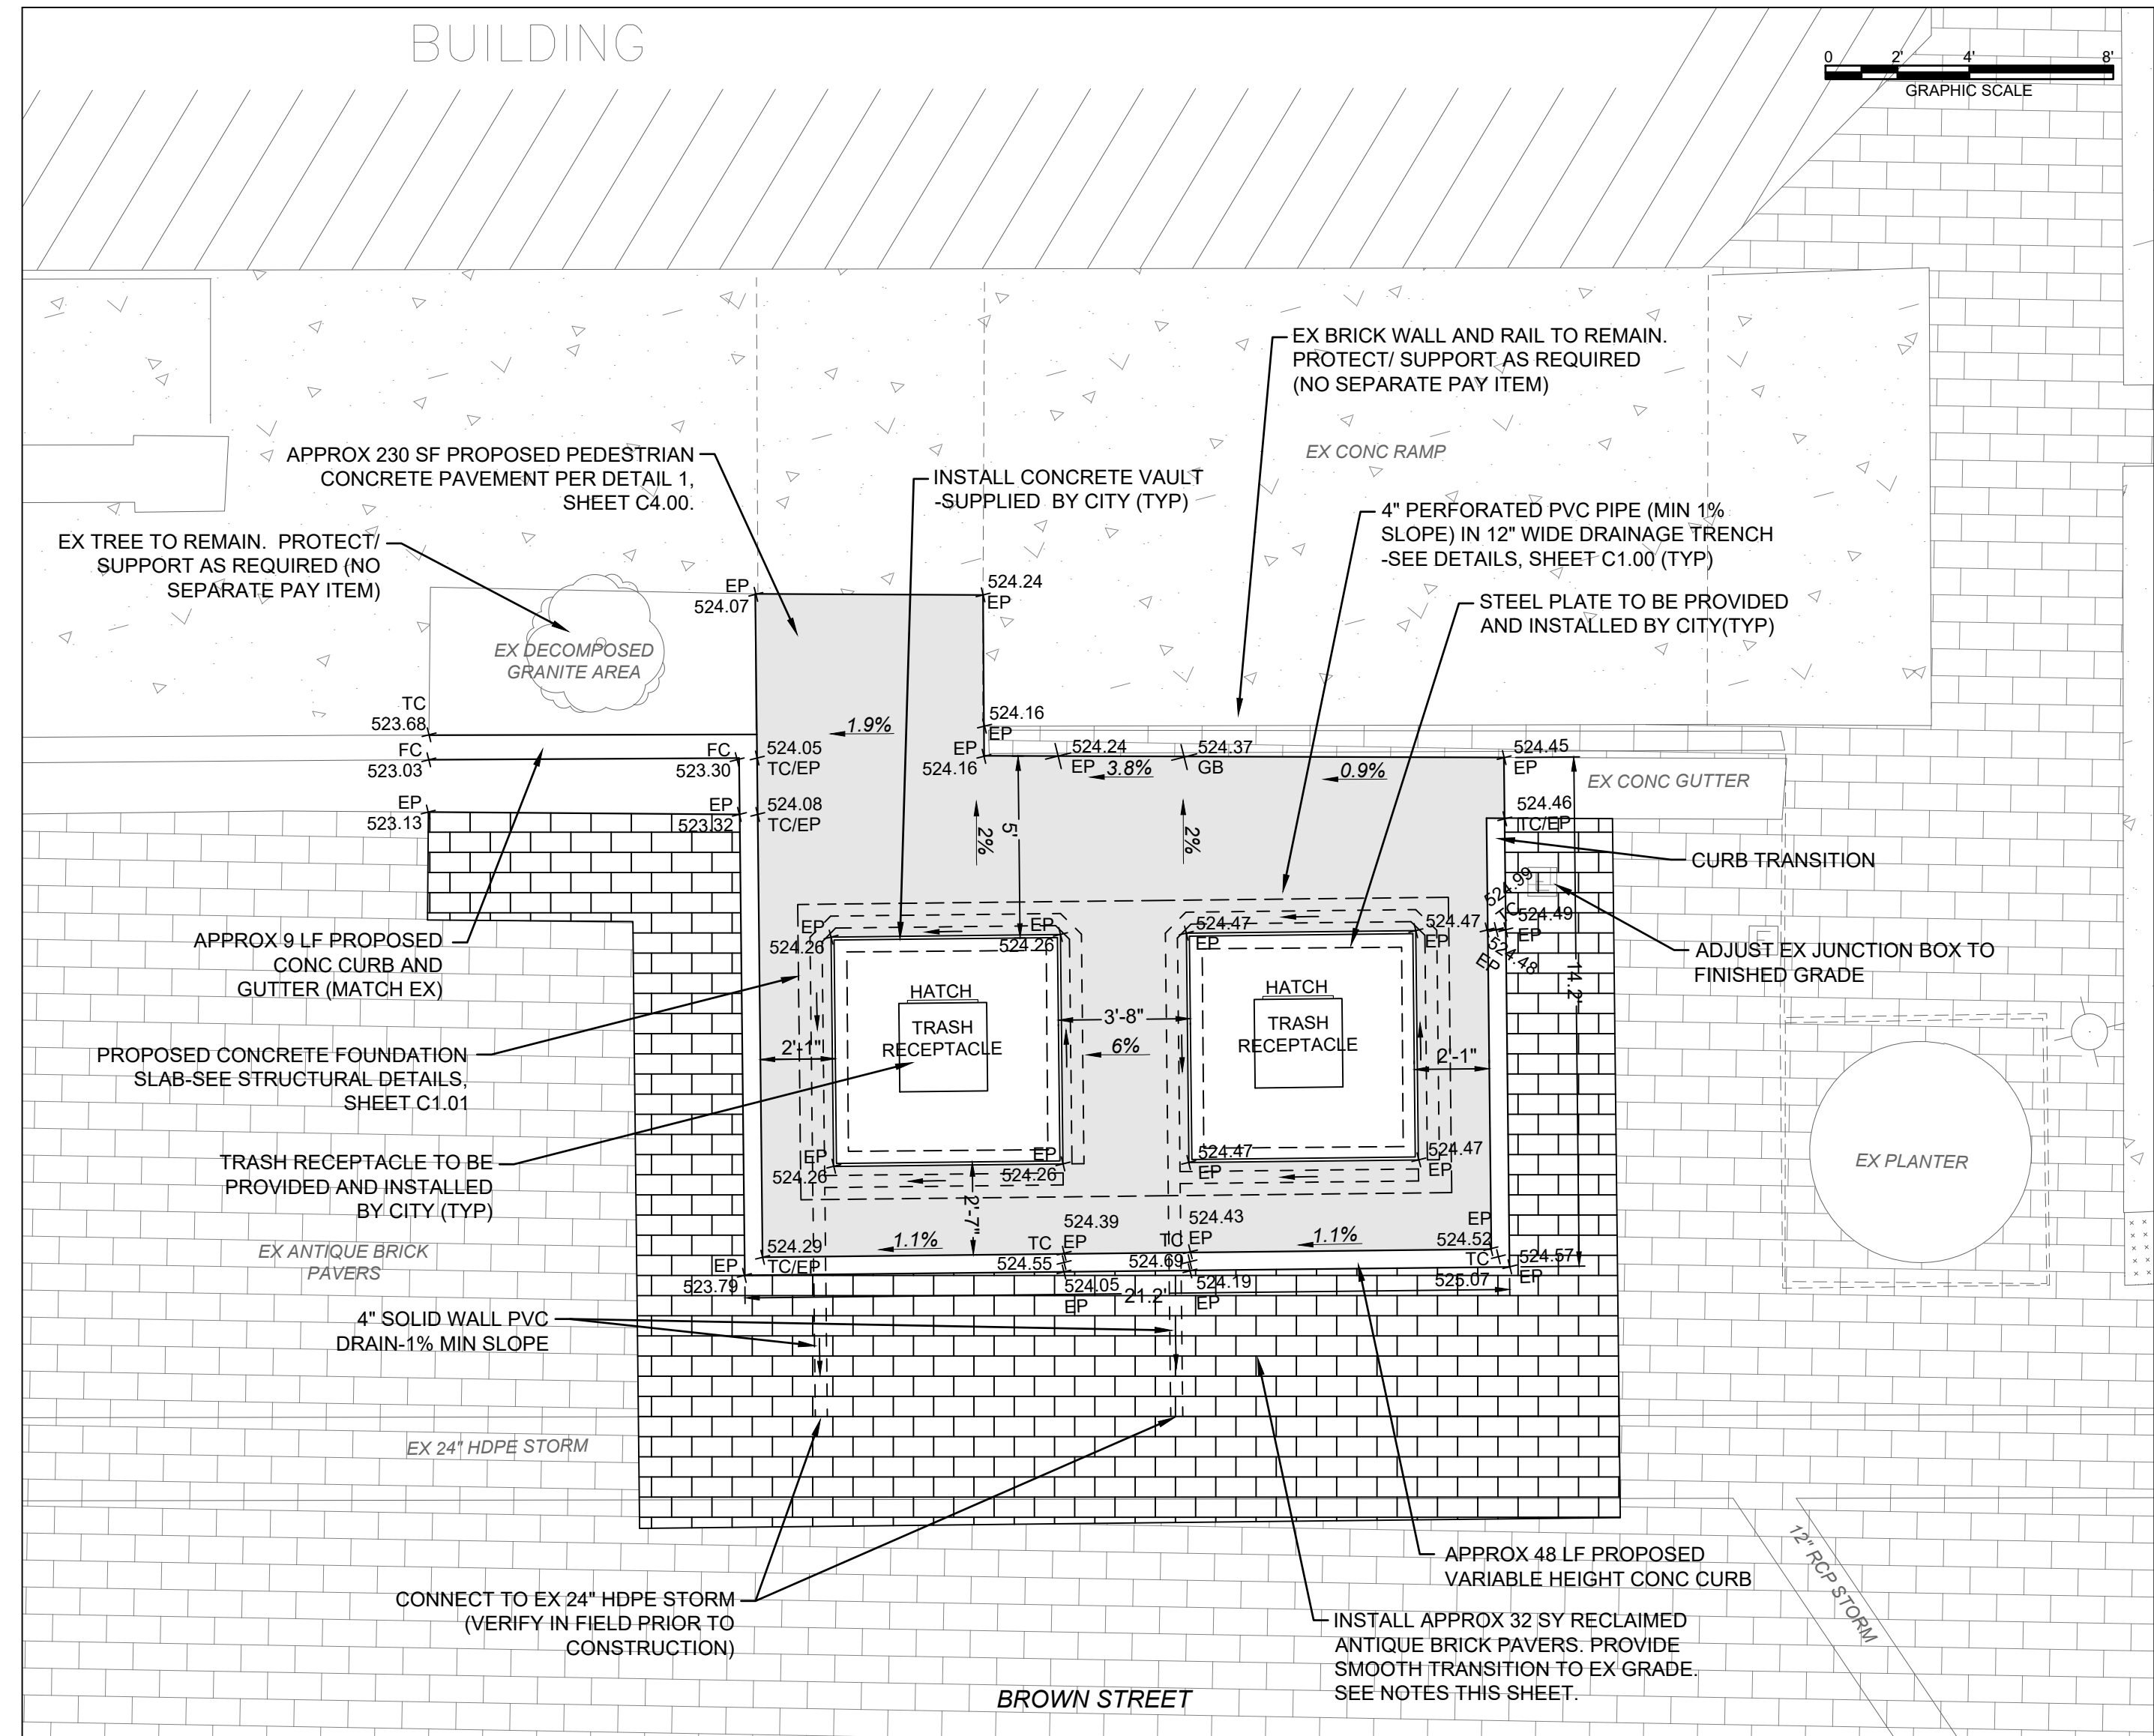 BUILDING
0 2' 4' 8'
GRAPHIC SCALE
EX BRICK WALL AND RAIL TO REMAIN.
PROTECT/ SUPPORT AS REQUIRED
(NO SEPARATE PAY ITEM)
EX CONC RAMP
APPROX 230 SF PROPOSED PEDESTRIAN
CONCRETE PAVEMENT PER DETAIL 1,
SHEET C4.00.
INSTALL CONCRETE VAULT
-SUPPLIED BY CITY (TYP)
4" PERFORATED PVC PIPE (MIN 1%
SLOPE) IN 12" WIDE DRAINAGE TRENCH
-SEE DETAILS, SHEET C1.00 (TYP)
EX TREE TO REMAIN. PROTECT/
SUPPORT AS REQUIRED (NO
SEPARATE PAY ITEM)
STEEL PLATE TO BE PROVIDED
AND INSTALLED BY CITY(TYP)
EP
524.07
524.24
EP
EX DECOMPOSED
GRANITE AREA
TC
523.68
FC
523.03
FC
523.30
524.05
TC/EP
1.9%
524.16
EP
EP
524.16
524.24
EP
3.8%
524.37
GB
0.9%
524.45
EP
EX CONC GUTTER
EP
523.13
EP
523.32
524.08
TC/EP
2%
5'
2%
524.46
TC/EP
CURB TRANSITION
524.99
TC
524.49
EP
524.48
EP
14.2'
ADJUST EX JUNCTION BOX TO
FINISHED GRADE
APPROX 9 LF PROPOSED
CONC CURB AND
GUTTER (MATCH EX)
EP
524.26
EP
524.26
524.47
EP
524.47
EP
HATCH
TRASH
RECEPTACLE
HATCH
TRASH
RECEPTACLE
2'-1"
3'-8"
6%
2'-1"
PROPOSED CONCRETE FOUNDATION
SLAB-SEE STRUCTURAL DETAILS,
SHEET C1.01
TRASH RECEPTACLE TO BE
PROVIDED AND INSTALLED
BY CITY (TYP)
EP
524.26
EP
524.26
524.47
EP
524.47
EP
EX PLANTER
2'-7"
EX ANTIQUE BRICK
PAVERS
524.29
TC/EP
1.1%
524.39
EP
TC
524.55
524.43
EP
TC
524.69
1.1%
EP
524.52
TC
525.07
524.57
EP
EP
523.79
524.05
EP
21.2'
524.19
EP
4" SOLID WALL PVC
DRAIN-1% MIN SLOPE
EX 24" HDPE STORM
CONNECT TO EX 24" HDPE STORM
(VERIFY IN FIELD PRIOR TO
CONSTRUCTION)
APPROX 48 LF PROPOSED
VARIABLE HEIGHT CONC CURB
12" RCP STORM
INSTALL APPROX 32 SY RECLAIMED
ANTIQUE BRICK PAVERS. PROVIDE
SMOOTH TRANSITION TO EX GRADE.
SEE NOTES THIS SHEET.
BROWN STREET